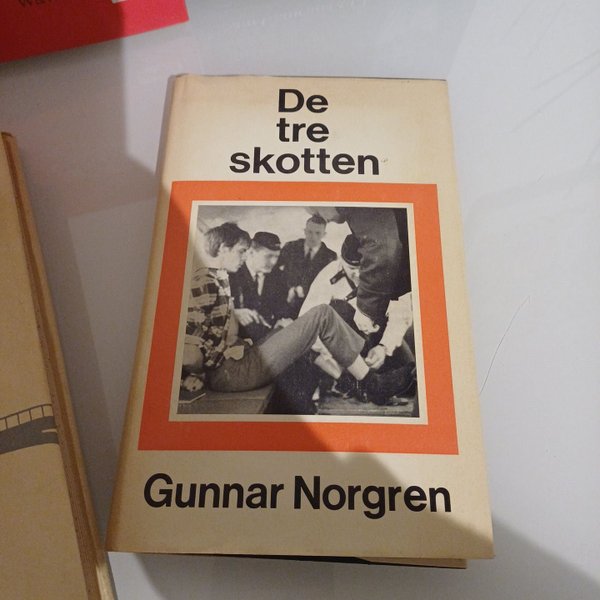 De
tre
skotten
Gunnar Norgren